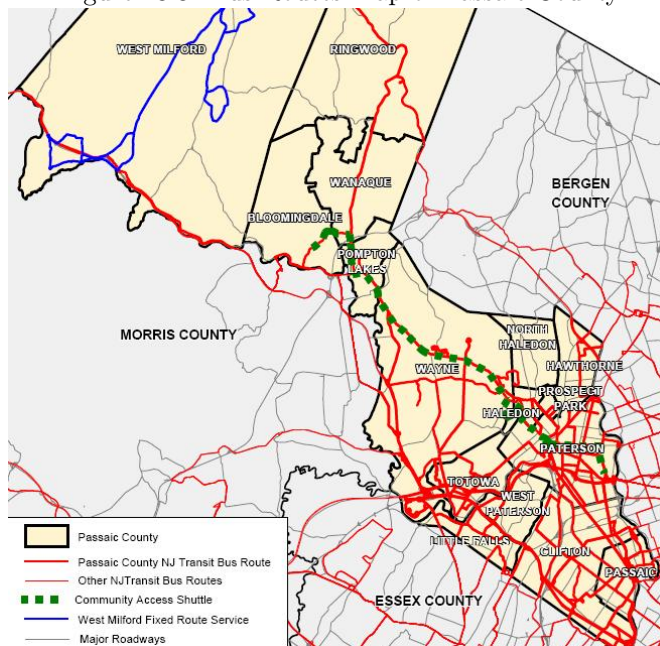 WEST MILFORD
RINGWOOD
WANAQUE
BERGEN
COUNTY
BLOOMINGDALE
POMPTON
LAKES
MORRIS COUNTY
NORTH
HALEDON
HAWTHORNE
WAYNE
PROSPECT
PARK
HALEDON
PATERSON
TOTOWA
WEST
PATERSON
LITTLE FALLS
CLIFTON
PASSAIC
ESSEX COUNTY
Passaic County
Passaic County NJ Transit Bus Route
Other NJTransit Bus Routes
Community Access Shuttle
West Milford Fixed Route Service
Major Roadways